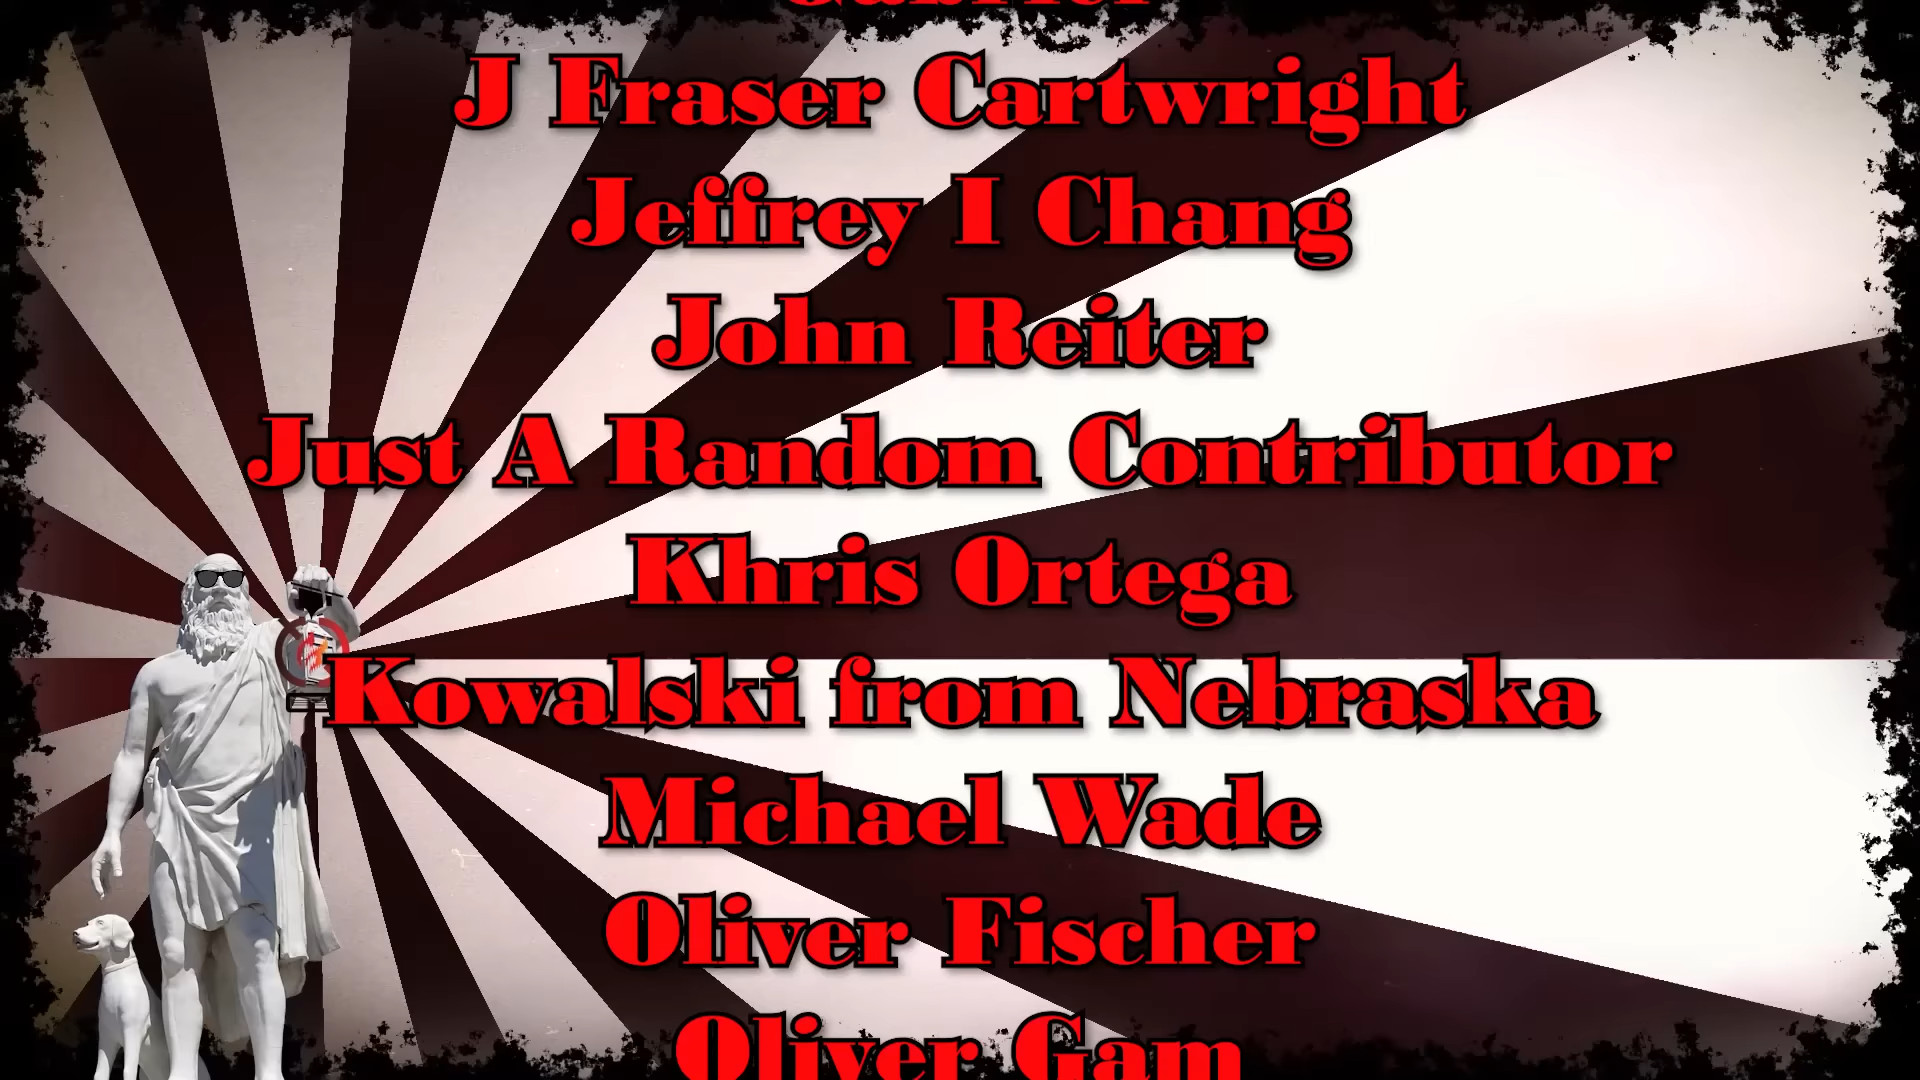 J Fraser Cartwright
Jeffrey I Chang
John Reiter
Just A Random Contributor
Khris Ortega
Kowalski from Nebraska
Michael Wade
Oliver Fischer
Oliver Gam